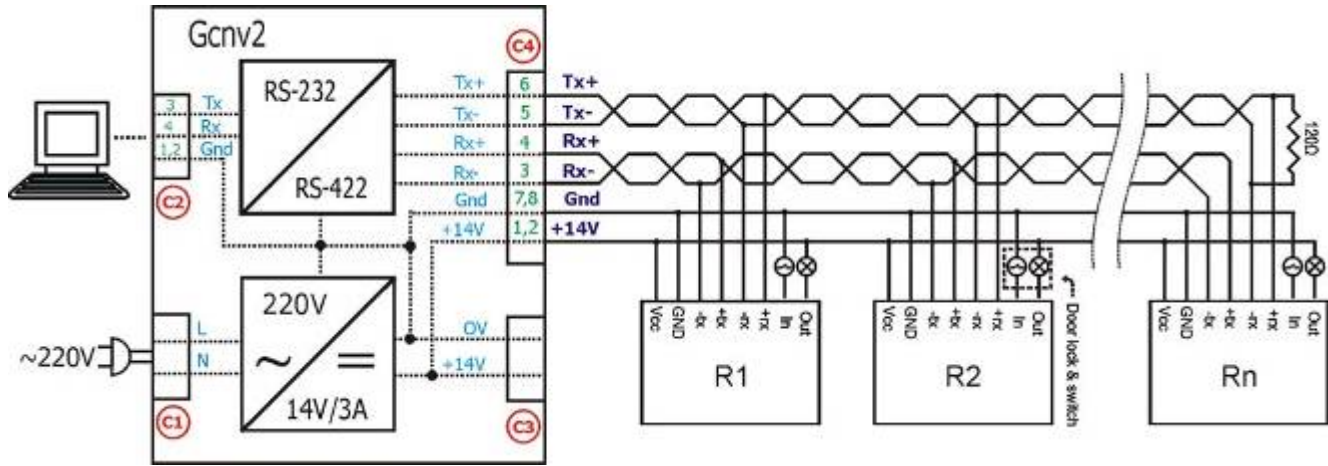 Gcnv2
C4
RS-232
RS-422
3 Tx
4 Rx
1,2 Gnd
C2
Tx+ 6 Tx+
Tx- 5 Tx-
Rx+ 4 Rx+
Rx- 3 Rx-
Gnd 7,8 Gnd
+14V 1,2 +14V
120Ω
220V
14V/3A
~220V
L
N
C1
0V
+14V
C3
Vcc GND -tx +tx -rx +rx In Out
R1
Vcc GND -tx +tx -rx +rx In Out
R2
Door lock & switch
Vcc GND -tx +tx -rx +rx In Out
Rn